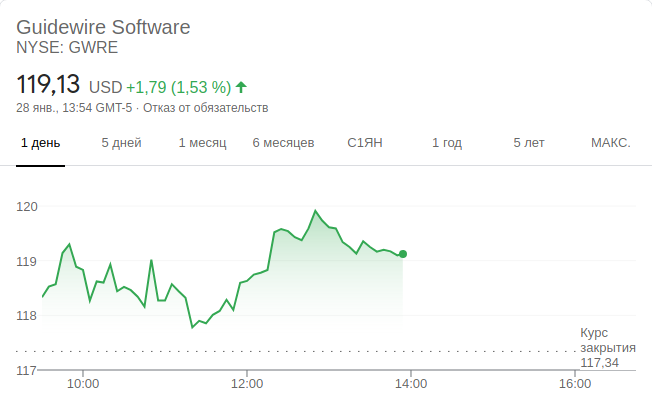 Guidewire Software
NYSE: GWRE
119,13 USD +1,79 (1,53 %)
28 янв., 13:54 GMT-5 · Отказ от обязательств
1 день 5 дней 1 месяц 6 месяцев С1ЯН 1 год 5 лет МАКС.
120
119
118
117
Курс
закрытия
117,34
10:00 12:00 14:00 16:00